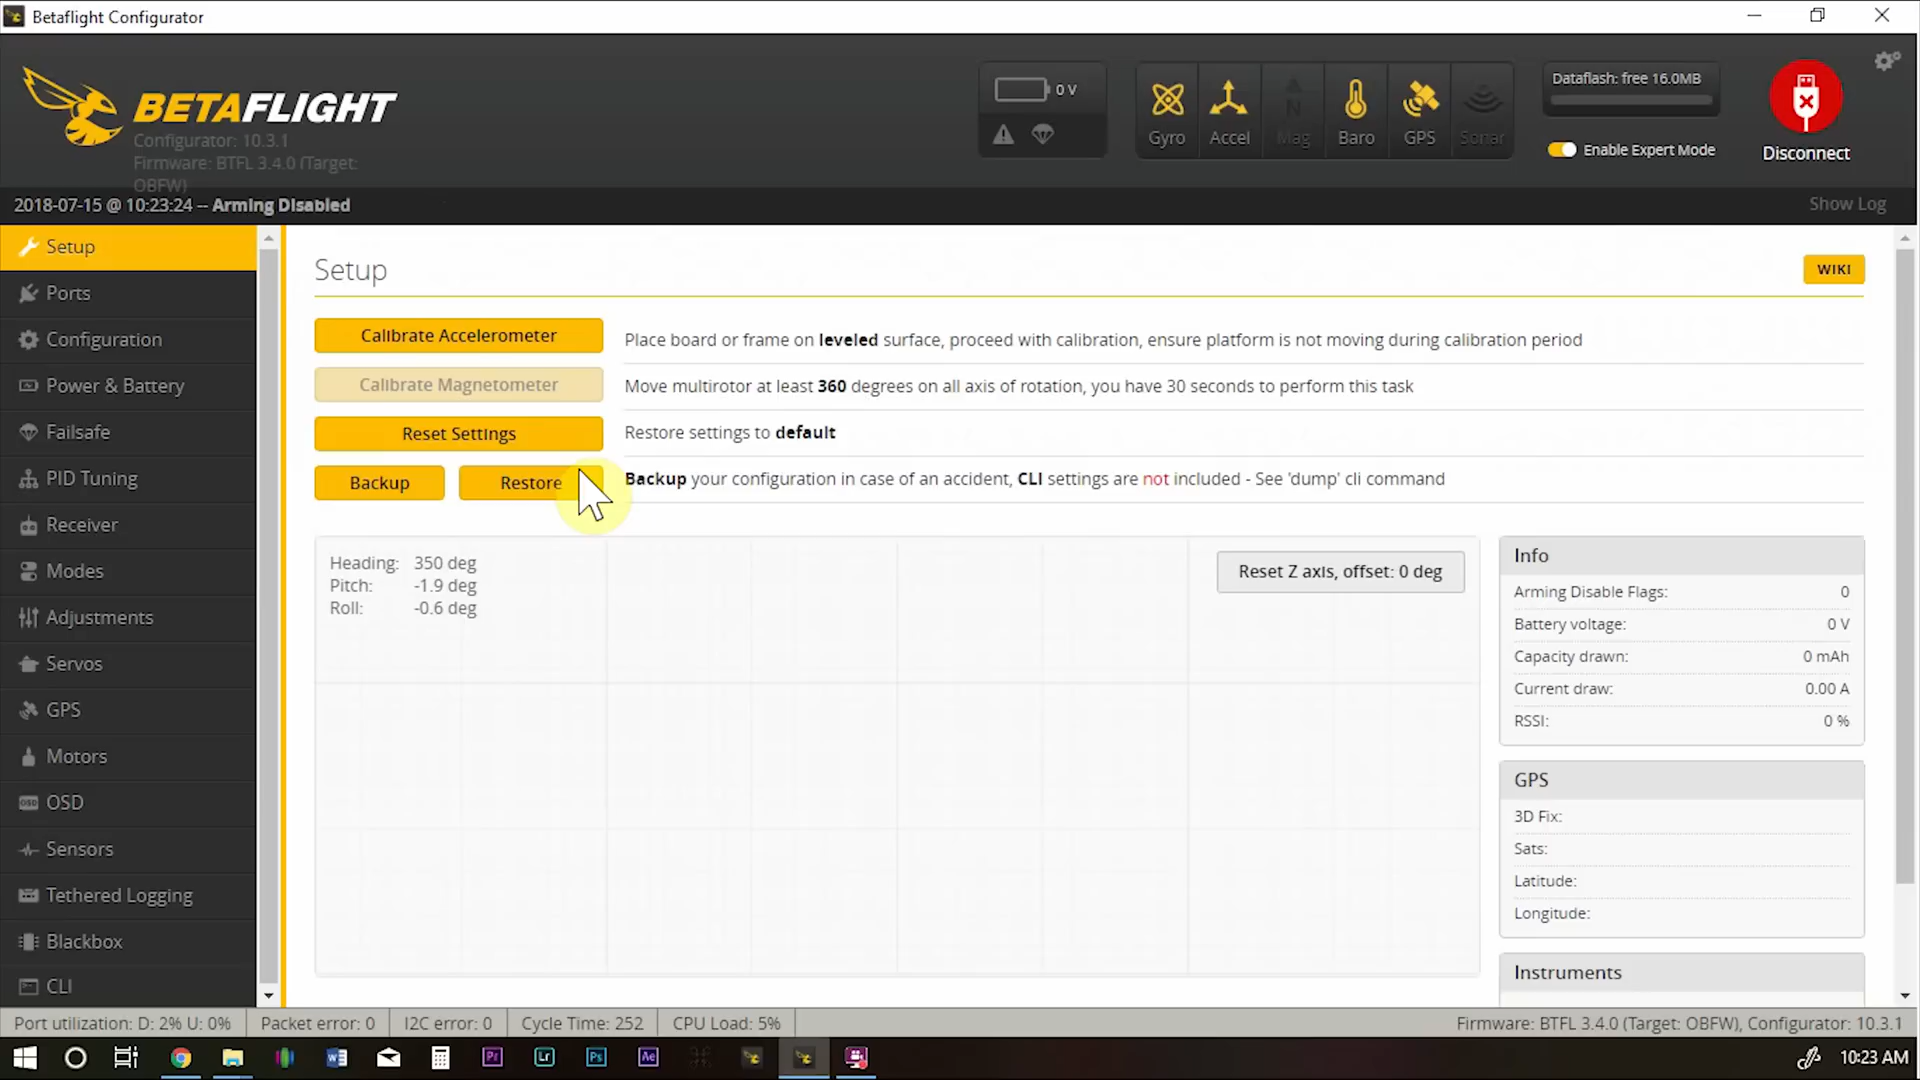 Betaflight Configurator
BETAFLIGHT
Configurator: 10.3.1
Firmware: BTFL 3.4.0 (Target:
OBFW)
0 V
Gyro
Accel
Mag
Baro
GPS
Sonar
Dataflash: free 16.0MB
Enable Expert Mode
Disconnect
2018-07-15 @ 10:23:24 -- Arming Disabled
Show Log
Setup
Ports
Configuration
Power & Battery
Failsafe
PID Tuning
Receiver
Modes
Adjustments
Servos
GPS
Motors
OSD
Sensors
Tethered Logging
Blackbox
CLI
Setup
WIKI
Calibrate Accelerometer
Place board or frame on leveled surface, proceed with calibration, ensure platform is not moving during calibration period
Calibrate Magnetometer
Move multirotor at least 360 degrees on all axis of rotation, you have 30 seconds to perform this task
Reset Settings
Restore settings to default
Backup
Restore
Backup your configuration in case of an accident, CLI settings are not included - See 'dump' cli command
Heading: 350 deg
Pitch: -1.9 deg
Roll: -0.6 deg
Reset Z axis, offset: 0 deg
Info
Arming Disable Flags: 0
Battery voltage: 0 V
Capacity drawn: 0 mAh
Current draw: 0.00 A
RSSI: 0 %
GPS
3D Fix:
Sats:
Latitude:
Longitude:
Instruments
Port utilization: D: 2% U: 0%
Packet error: 0
I2C error: 0
Cycle Time: 252
CPU Load: 5%
Firmware: BTFL 3.4.0 (Target: OBFW), Configurator: 10.3.1
Pr
Lr
Ps
Ae
10:23 AM